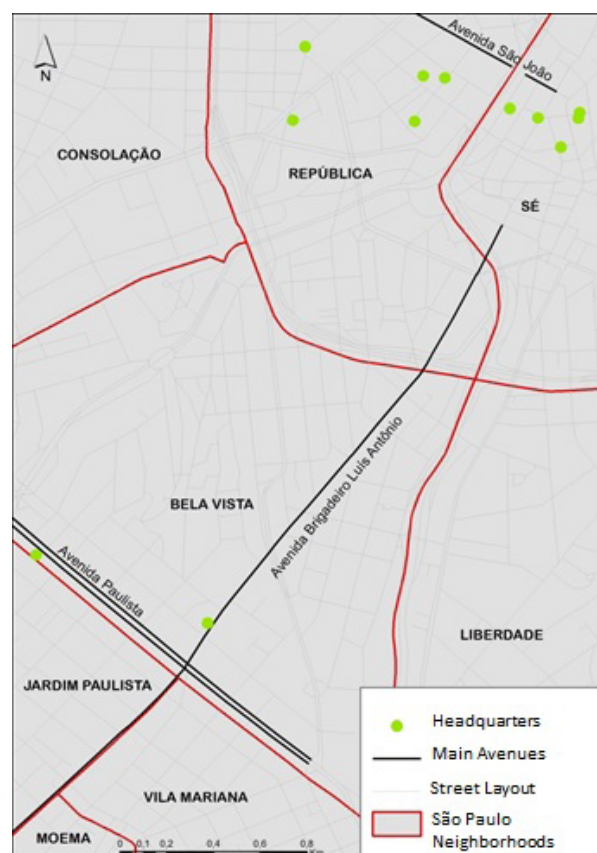 Avenida São João
N
CONSOLAÇÃO
REPÚBLICA
SÉ
Avenida Brigadeiro Luís Antônio
BELA VISTA
Avenida Paulista
LIBERDADE
JARDIM PAULISTA
VILA MARIANA
MOEMA
0 0,1 0,2 0,4 0,6 0,8
Headquarters
Main Avenues
Street Layout
São Paulo
Neighborhoods